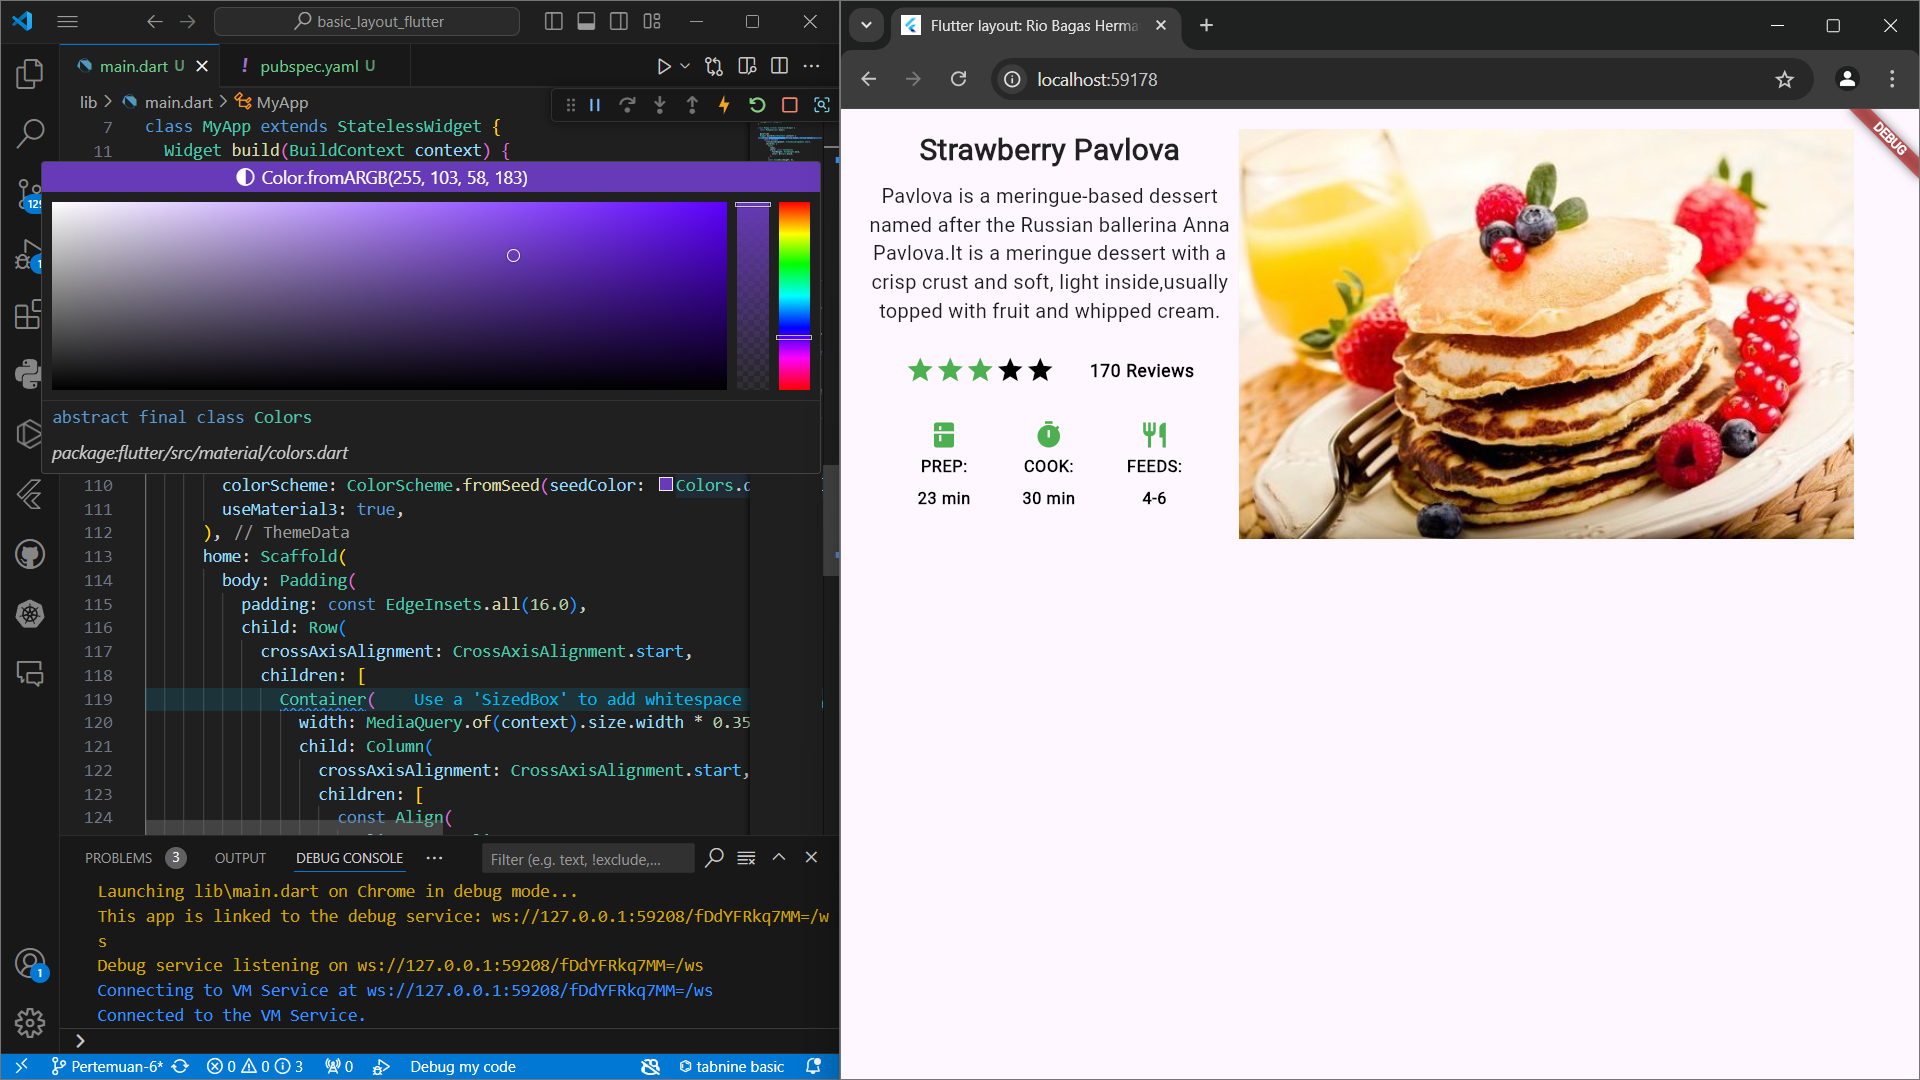 basic_layout_flutter
main.dart U
! pubspec.yaml U
lib > main.dart > MyApp
7 class MyApp extends StatelessWidget {
11 Widget build(BuildContext context) {
129
1
Color.fromARGB(255, 103, 58, 183)
abstract final class Colors
package:flutter/src/material/colors.dart
110 colorScheme: ColorScheme.fromSeed(seedColor: Colors.d
111 useMaterial3: true,
112 ), // ThemeData
113 home: Scaffold(
114 body: Padding(
115 padding: const EdgeInsets.all(16.0),
116 child: Row(
117 crossAxisAlignment: CrossAxisAlignment.start,
118 children: [
119 Container( Use a 'SizedBox' to add whitespace
120 width: MediaQuery.of(context).size.width * 0.35
121 child: Column(
122 crossAxisAlignment: CrossAxisAlignment.start,
123 children: [
124 const Align(
PROBLEMS 3 OUTPUT DEBUG CONSOLE ··· Filter (e.g. text, !exclude,...
Launching lib\main.dart on Chrome in debug mode...
This app is linked to the debug service: ws://127.0.0.1:59208/fDdYFRkq7MM=/w
s
Debug service listening on ws://127.0.0.1:59208/fDdYFRkq7MM=/ws
Connecting to VM Service at ws://127.0.0.1:59208/fDdYFRkq7MM=/ws
Connected to the VM Service.
1
>
Pertemuan-6* 0 0 3 0 Debug my code tabnine basic
Flutter layout: Rio Bagas Herma
localhost:59178
DEBUG
Strawberry Pavlova
Pavlova is a meringue-based dessert
named after the Russian ballerina Anna
Pavlova.It is a meringue dessert with a
crisp crust and soft, light inside,usually
topped with fruit and whipped cream.
170 Reviews
PREP: COOK: FEEDS:
23 min 30 min 4-6